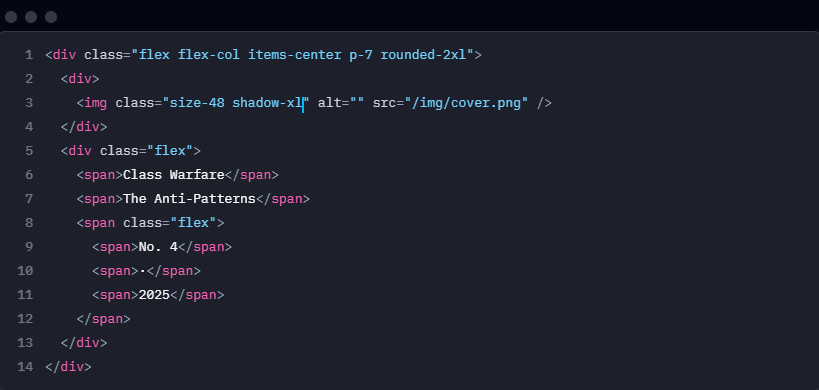 1 <div class="flex flex-col items-center p-7 rounded-2xl">
2 <div>
3 <img class="size-48 shadow-xl" alt="" src="/img/cover.png" />
4 </div>
5 <div class="flex">
6 <span>Class Warfare</span>
7 <span>The Anti-Patterns</span>
8 <span class="flex">
9 <span>No. 4</span>
10 <span>·</span>
11 <span>2025</span>
12 </span>
13 </div>
14 </div>